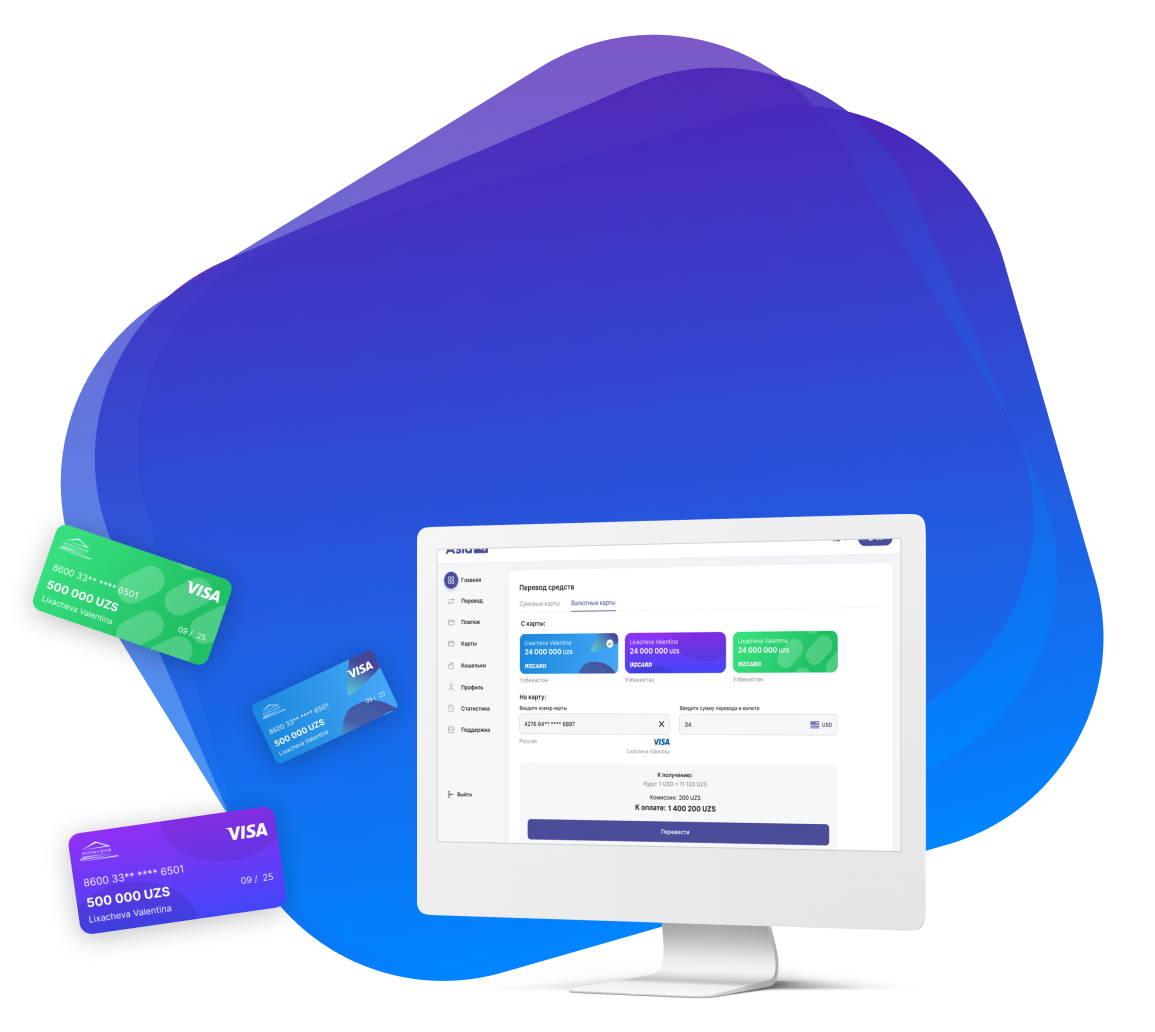 VISA
8600 33** **** 6501
500 000 UZS
Lixacheva Valentina
09 / 25
VISA
8600 33** **** 6501
500 000 UZS
Lixacheva Valentina
09 / 25
VISA
8600 33** **** 6501
500 000 UZS
Lixacheva Valentina
09 / 25
Asia
Главная
Перевод
Платеж
Карты
Кошельки
Профиль
Статистика
Поддержка
Выйти
Перевод средств
Сумовые карты Валютные карты
С карты:
Lixacheva Valentina
24 000 000 UZS
UZCARD
Узбекистан
Lixacheva Valentina
24 000 000 UZS
UZCARD
Узбекистан
Lixacheva Valentina
24 000 000 UZS
UZCARD
Узбекистан
На карту:
Введите номер карты
4276 84** **** 6897
Россия
VISA
Lixacheva Valentina
Введите сумму перевода в валюте
34
USD
К получению:
Курс: 1 USD = 11 120 UZS
Комиссия: 200 UZS
К оплате: 1 400 200 UZS
Перевести